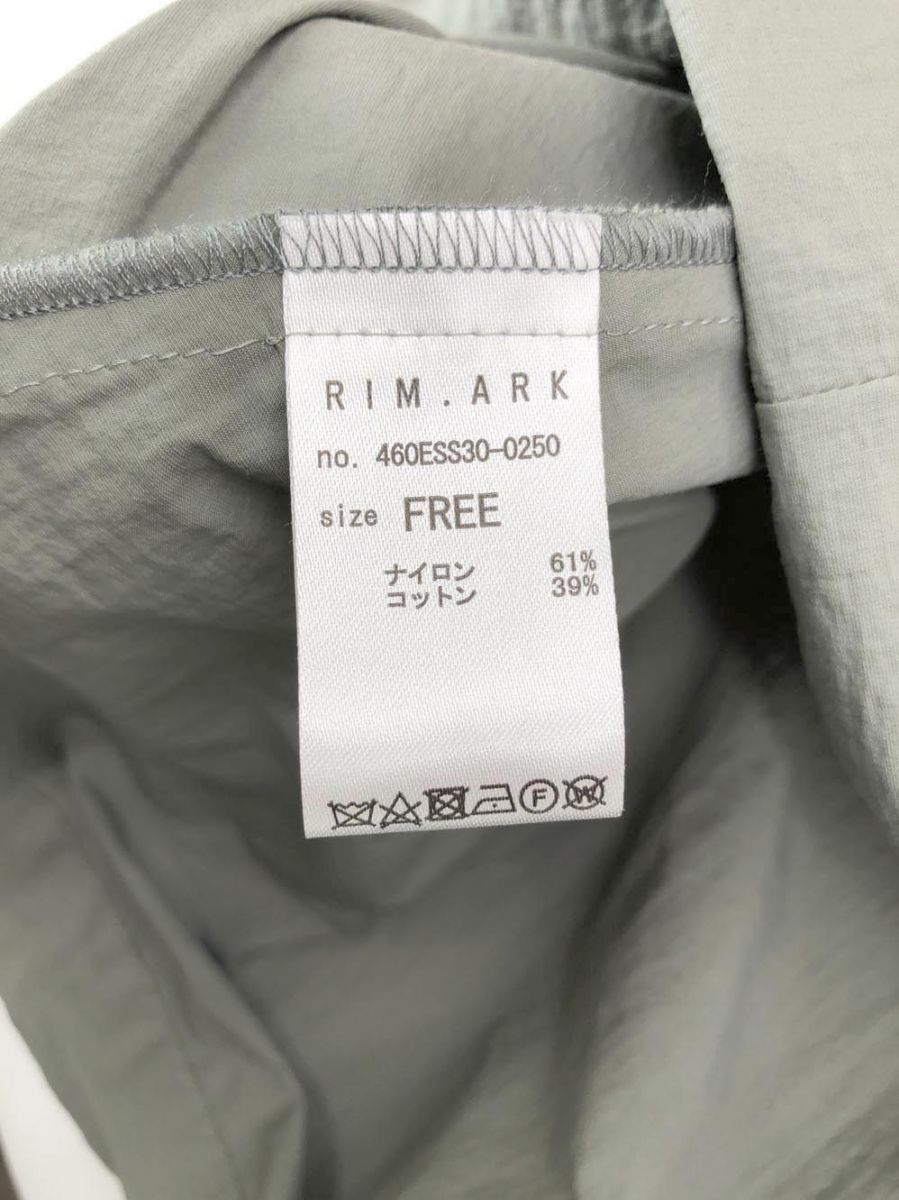 RIM.ARK
no. 460ESS30-0250
size FREE
ナイロン 61%
コットン 39%
F W